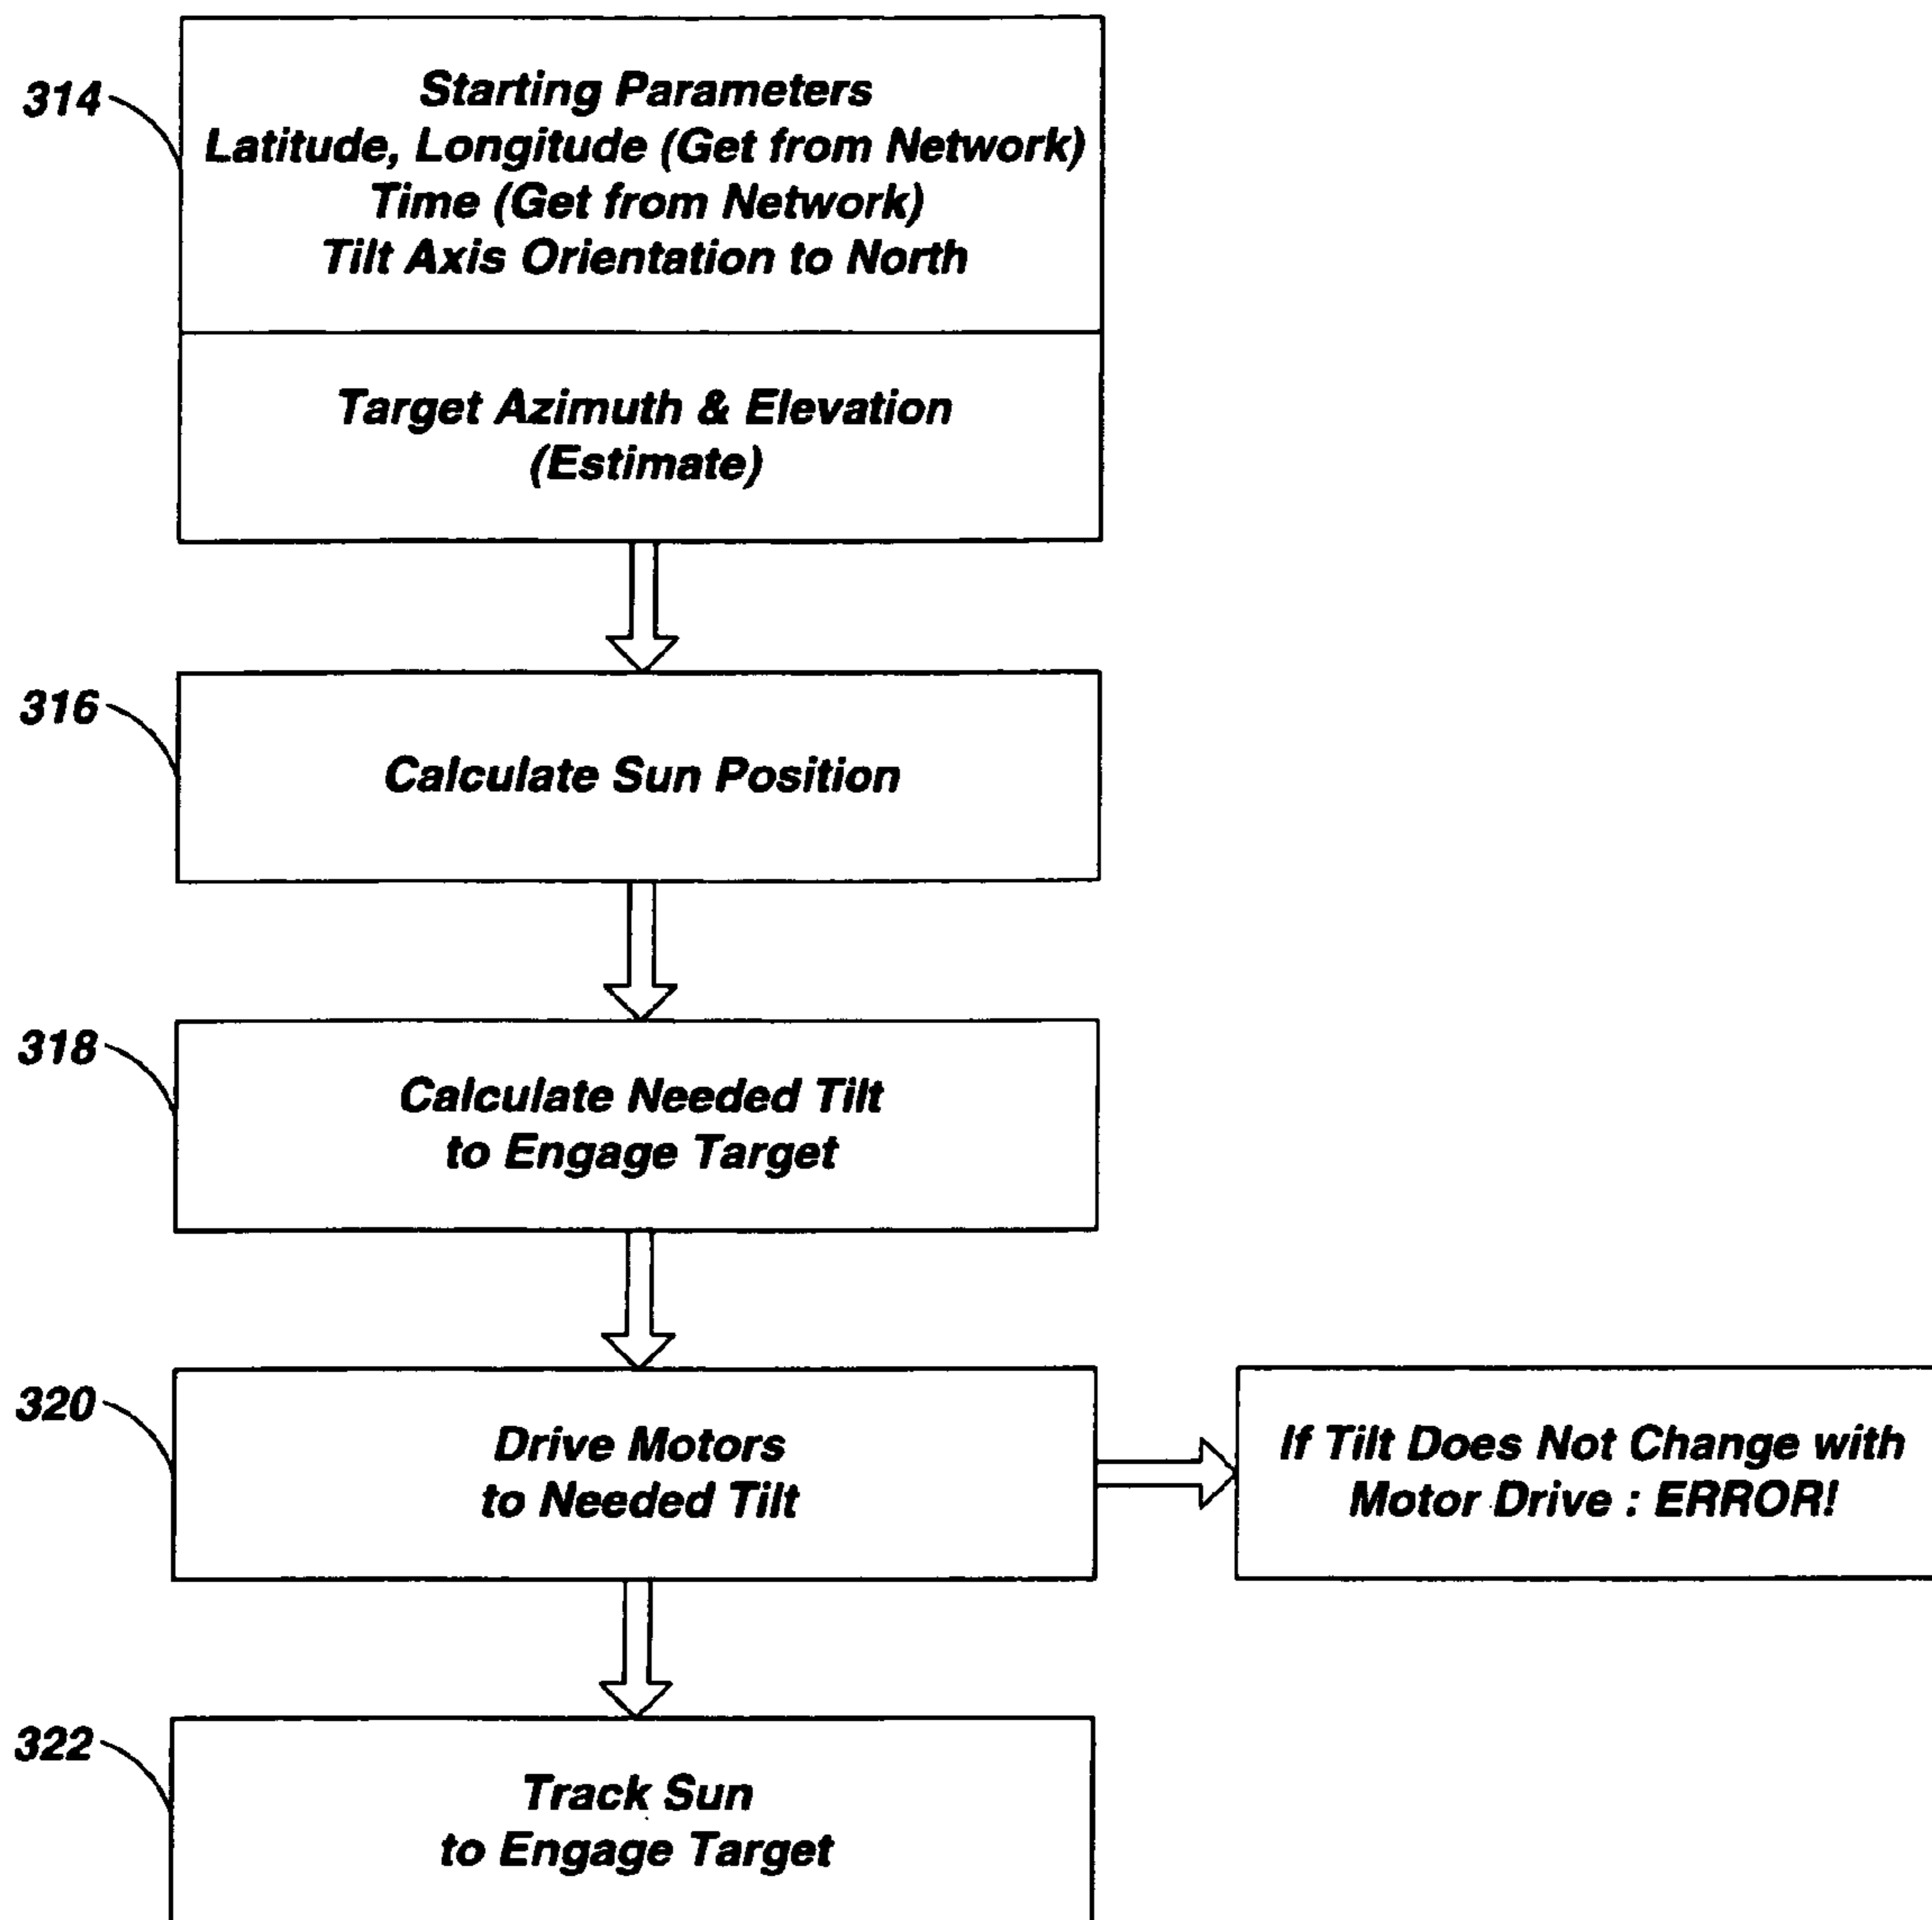 314
Starting Parameters
Latitude, Longitude (Get from Network)
Time (Get from Network)
Tilt Axis Orientation to North
Target Azimuth & Elevation
(Estimate)
316
Calculate Sun Position
318
Calculate Needed Tilt
to Engage Target
320
Drive Motors
to Needed Tilt
If Tilt Does Not Change with
Motor Drive : ERROR!
322
Track Sun
to Engage Target